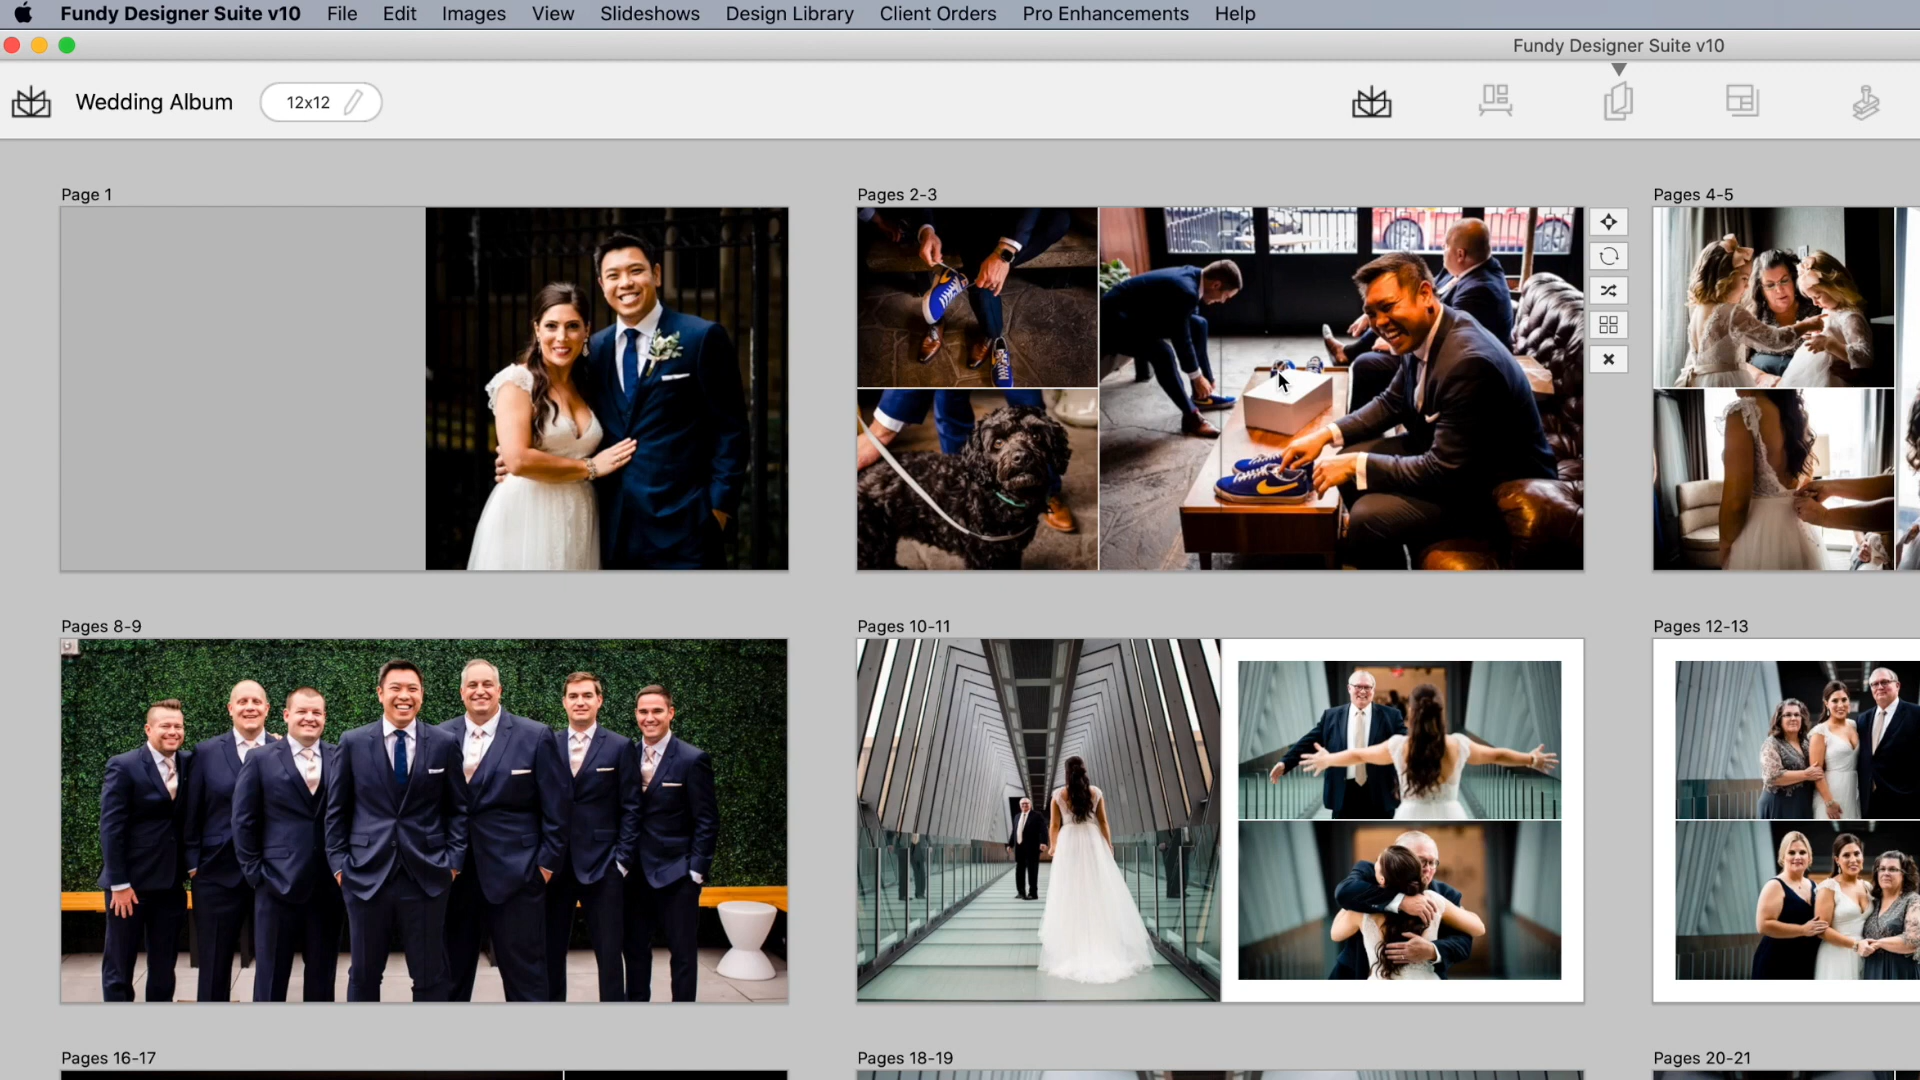 Fundy Designer Suite v10 File Edit Images View Slideshows Design Library Client Orders Pro Enhancements Help
Fundy Designer Suite v10
Wedding Album 12x12
Page 1 Pages 2-3 Pages 4-5
Pages 8-9 Pages 10-11 Pages 12-13
Pages 16-17 Pages 18-19 Pages 20-21